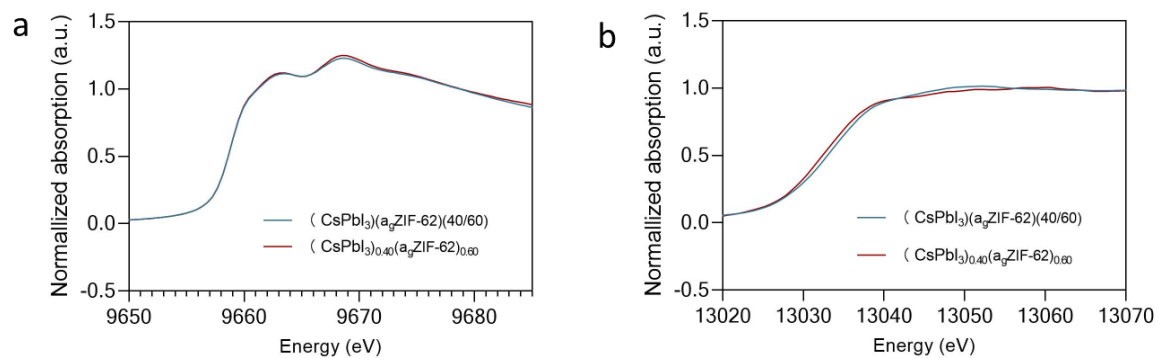 a
Normallized absorption (a.u.)
1.5
1.0
0.5
0.0
-0.5
( CsPbI3)(agZIF-62)(40/60)
( CsPbI3)0.40(agZIF-62)0.60
9650 9660 9670 9680
Energy (eV)
b
Normallized absorption (a.u.)
1.5
1.0
0.5
0.0
-0.5
( CsPbI3)(agZIF-62)(40/60)
( CsPbI3)0.40(agZIF-62)0.60
13020 13030 13040 13050 13060 13070
Energy (eV)